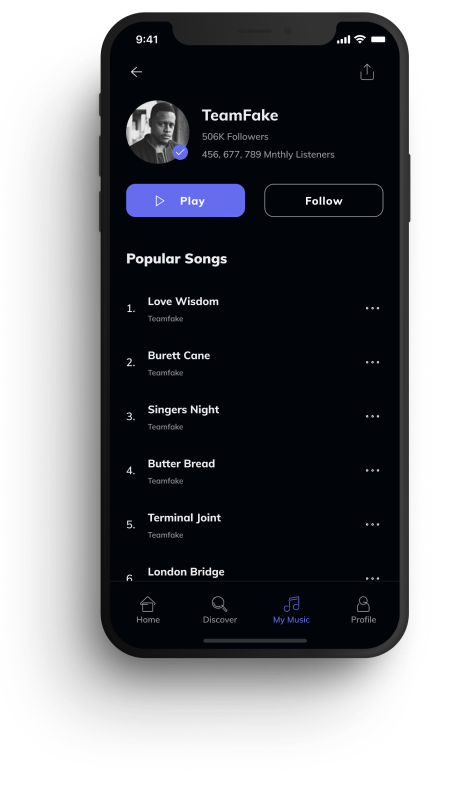 9:41
TeamFake
506K Followers
456, 677, 789 Mnthly Listeners
Play
Follow
Popular Songs
1. Love Wisdom
Teamfake
2. Burett Cane
Teamfake
3. Singers Night
Teamfake
4. Butter Bread
Teamfake
5. Terminal Joint
Teamfake
6. London Bridge
Home Discover My Music Profile